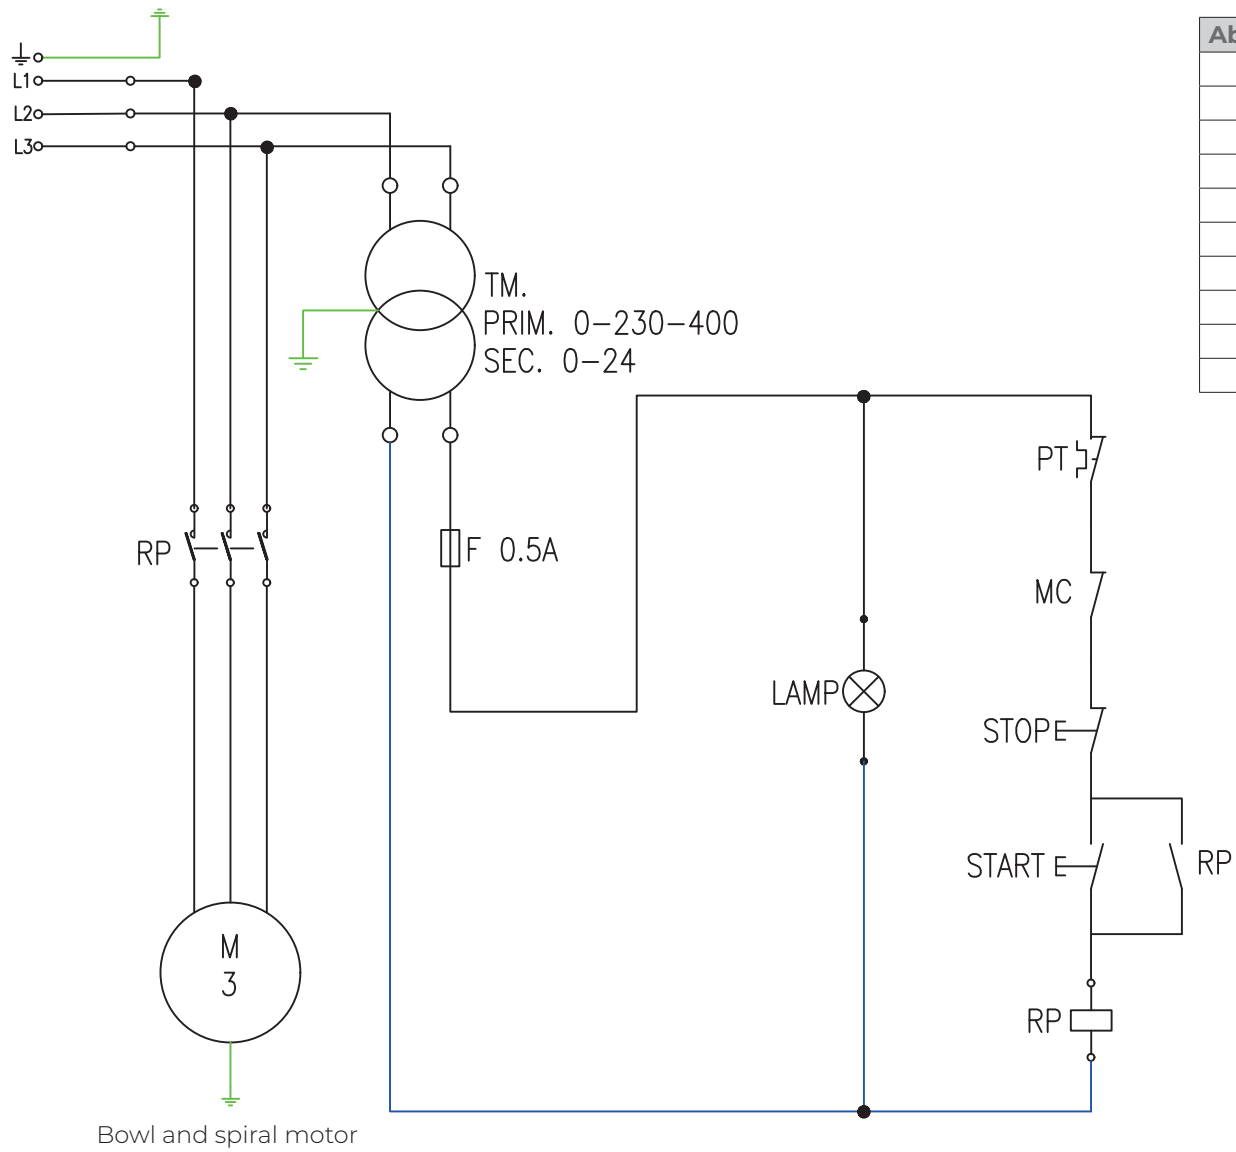 Ab
L1
L2
L3
TM.
PRIM. 0-230-400
SEC. 0-24
PT
RP
F 0.5A
MC
LAMP
STOP
START
RP
M
3
RP
Bowl and spiral motor